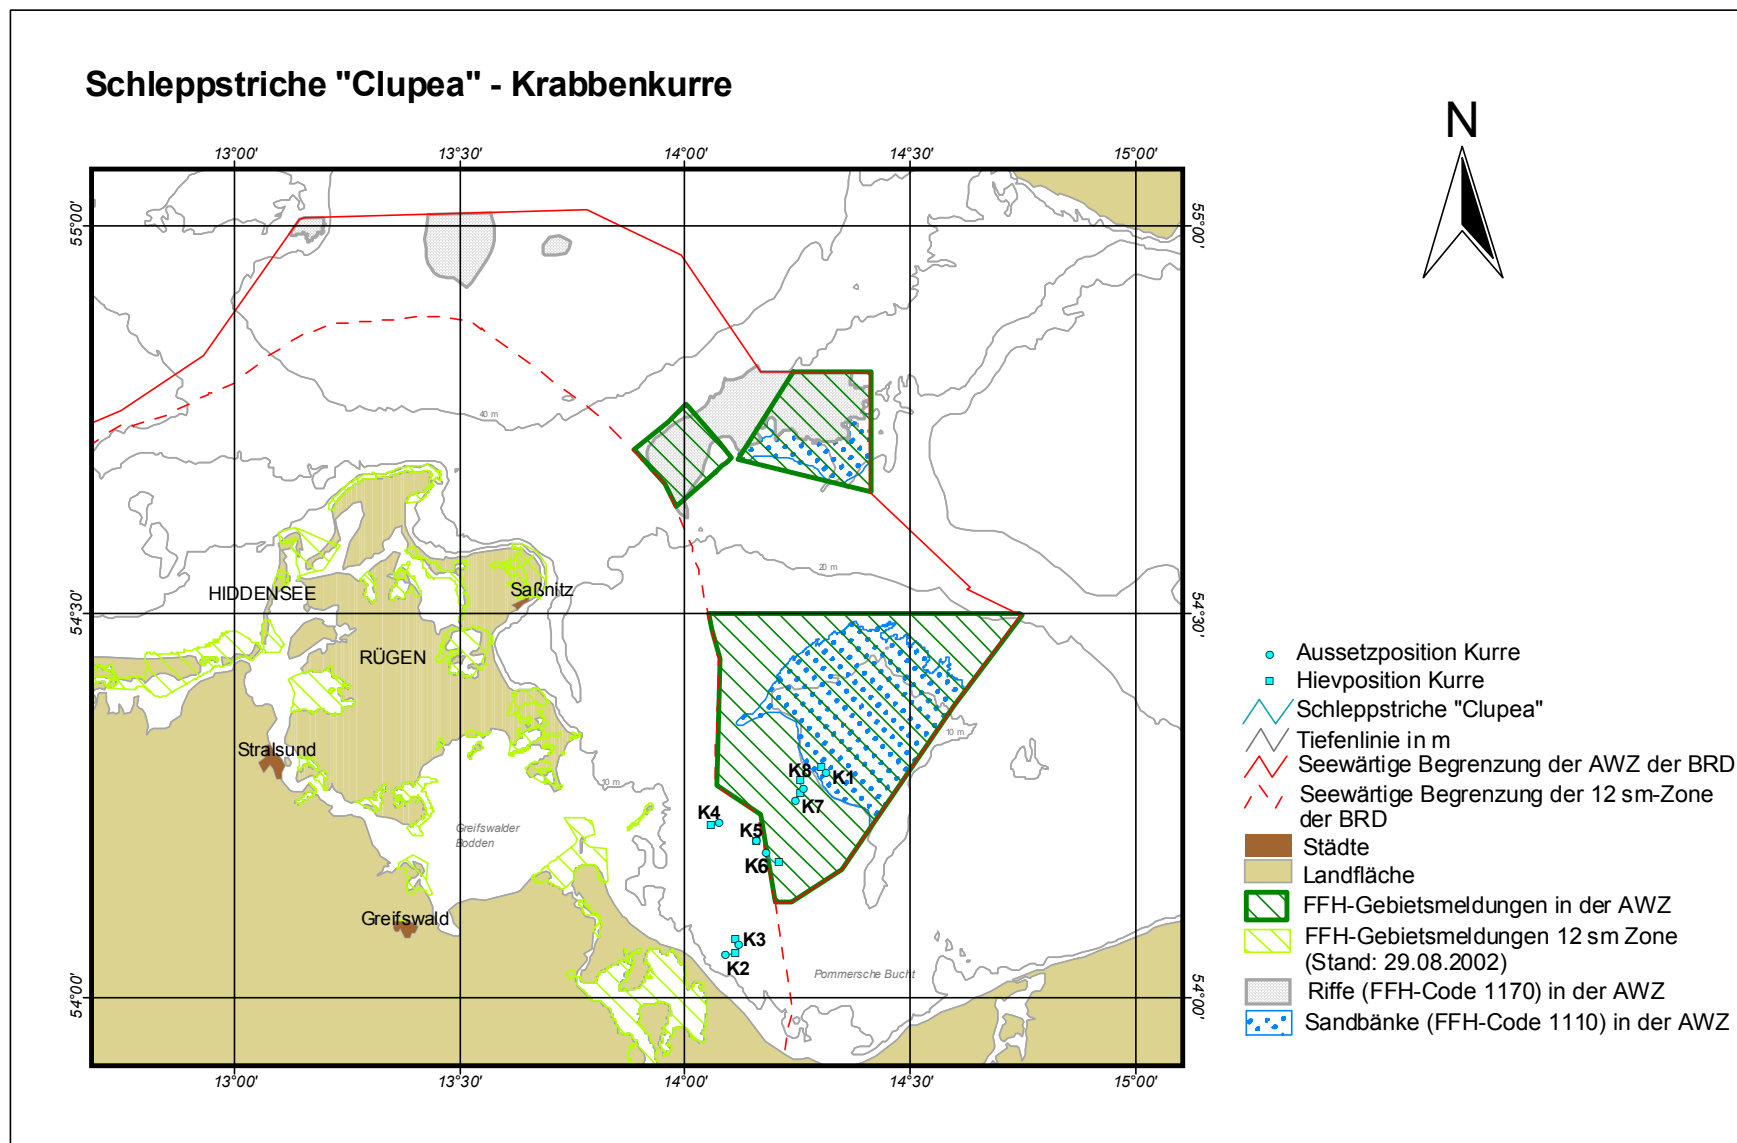 Schleppstriche "Clupea" - Krabbenkurre
N
13°00'
13°30'
14°00'
14°30'
15°00'
55°00'
55°00'
40 m
20 m
HIDDENSEE
Saßnitz
54°30'
54°30'
RÜGEN
Stralsund
10 m
10 m
K8
K1
K7
K4
K5
K6
Greifswalder
Bodden
Greifswald
K3
K2
Pommersche Bucht
54°00'
54°00'
13°00'
13°30'
14°00'
14°30'
15°00'
Aussetzposition Kurre
Hievposition Kurre
Schleppstriche "Clupea"
Tiefenlinie in m
Seewärtige Begrenzung der AWZ der BRD
Seewärtige Begrenzung der 12 sm-Zone
der BRD
Städte
Landfläche
FFH-Gebietsmeldungen in der AWZ
FFH-Gebietsmeldungen 12 sm Zone
(Stand: 29.08.2002)
Riffe (FFH-Code 1170) in der AWZ
Sandbänke (FFH-Code 1110) in der AWZ